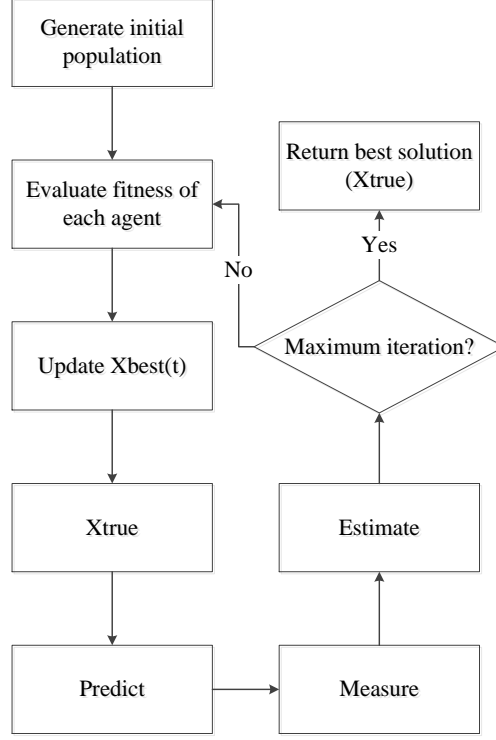 Generate initial
population
Evaluate fitness of
each agent
Update Xbest(t)
Xtrue
Predict
Measure
Estimate
Maximum iteration?
No
Yes
Return best solution
(Xtrue)